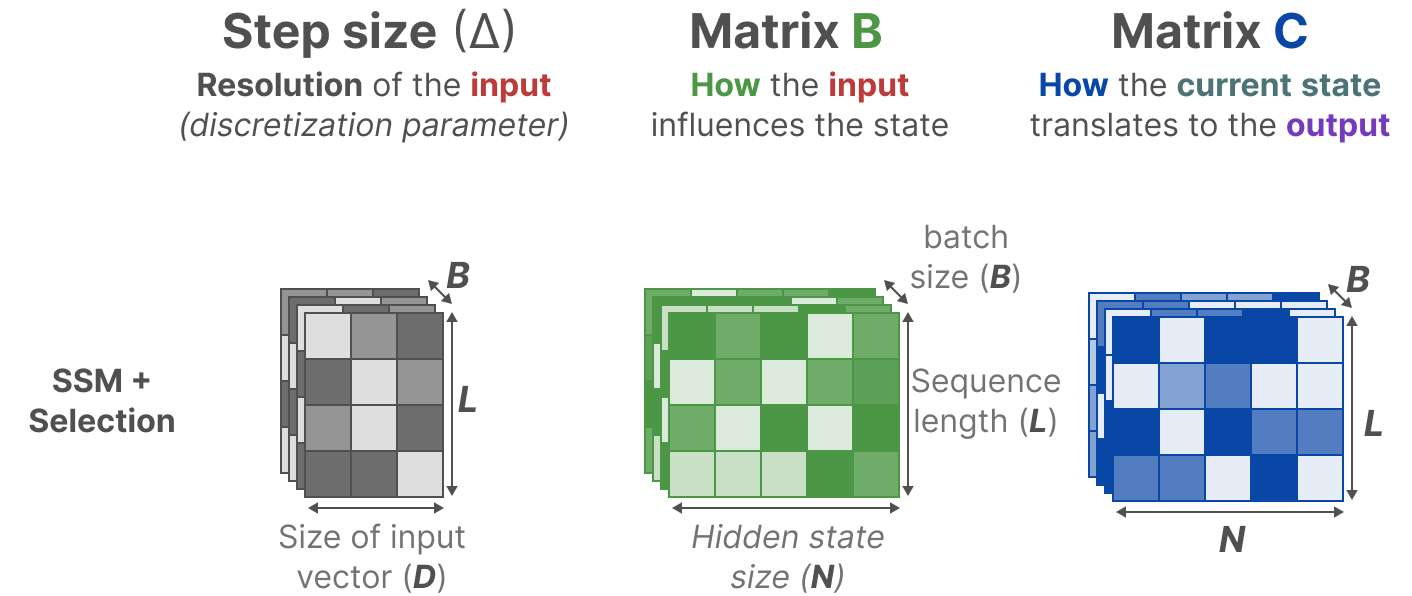 Step size (Δ)
Resolution of the input
(discretization parameter)
Matrix B
How the input
influences the state
Matrix C
How the current state
translates to the output
SSM +
Selection
B
L
Size of input
vector (D)
batch
size (B)
Sequence
length (L)
Hidden state
size (N)
B
L
N